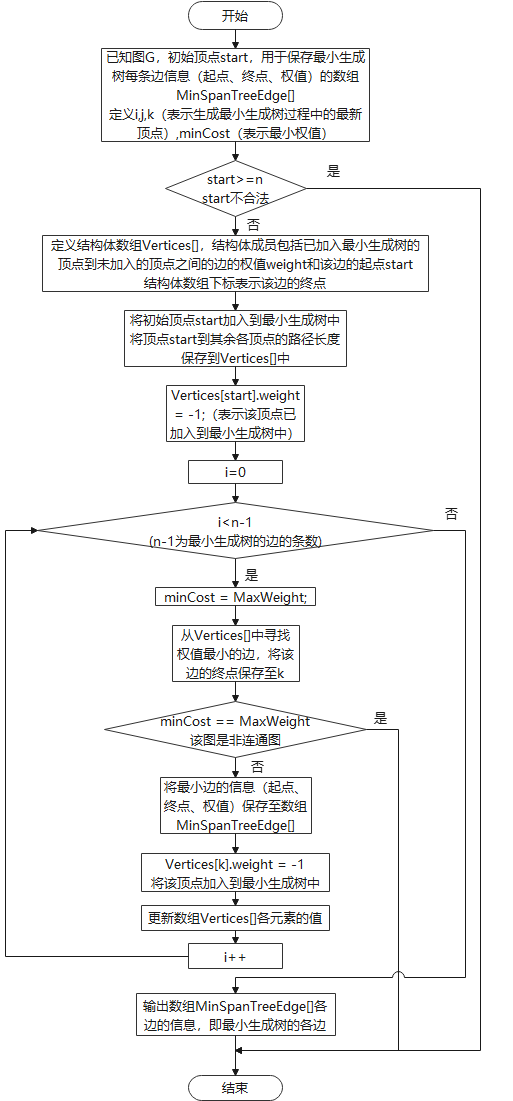 开始
已知图G，初始顶点start，用于保存最小生成
树每条边信息（起点、终点、权值）的数组
MinSpanTreeEdge[]
定义i,j,k（表示生成最小生成树过程中的最新
顶点）,minCost（表示最小权值）
start>=n
start不合法
是
否
定义结构体数组Vertices[]，结构体成员包括已加入最小生成树的
顶点到未加入的顶点之间的边的权值weight和该边的起点start
结构体数组下标表示该边的终点
将初始顶点start加入到最小生成树中
将顶点start到其余各顶点的路径长度
保存到Vertices[]中
Vertices[start].weight
= -1;（表示该顶点已
加入到最小生成树中）
i=0
i<n-1
(n-1为最小生成树的边的条数)
否
是
minCost = MaxWeight;
从Vertices[]中寻找
权值最小的边，将该
边的终点保存至k
minCost == MaxWeight
该图是非连通图
是
否
将最小边的信息（起点、
终点、权值）保存至数组
MinSpanTreeEdge[]
Vertices[k].weight = -1
将该顶点加入到最小生成树中
更新数组Vertices[]各元素的值
i++
输出数组MinSpanTreeEdge[]各
边的信息，即最小生成树的各边
结束